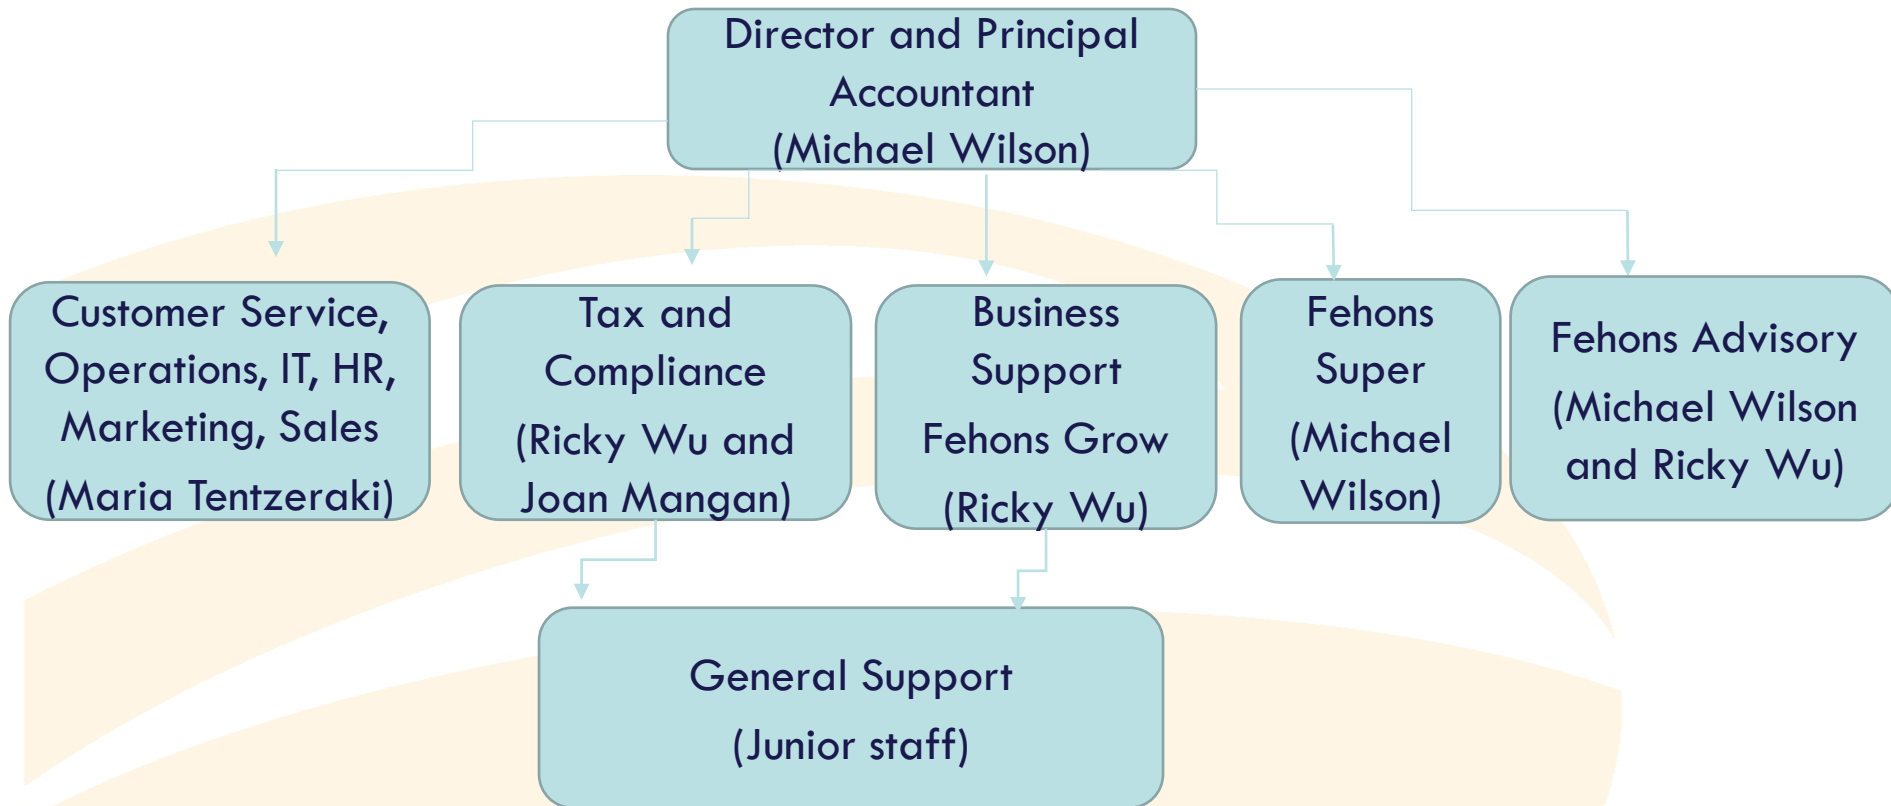 Director and Principal
Accountant
(Michael Wilson)
Customer Service,
Operations, IT, HR,
Marketing, Sales
(Maria Tentzeraki)
Tax and
Compliance
(Ricky Wu and
Joan Mangan)
Business
Support
Fehons Grow
(Ricky Wu)
Fehons
Super
(Michael
Wilson)
Fehons Advisory
(Michael Wilson
and Ricky Wu)
General Support
(Junior staff)